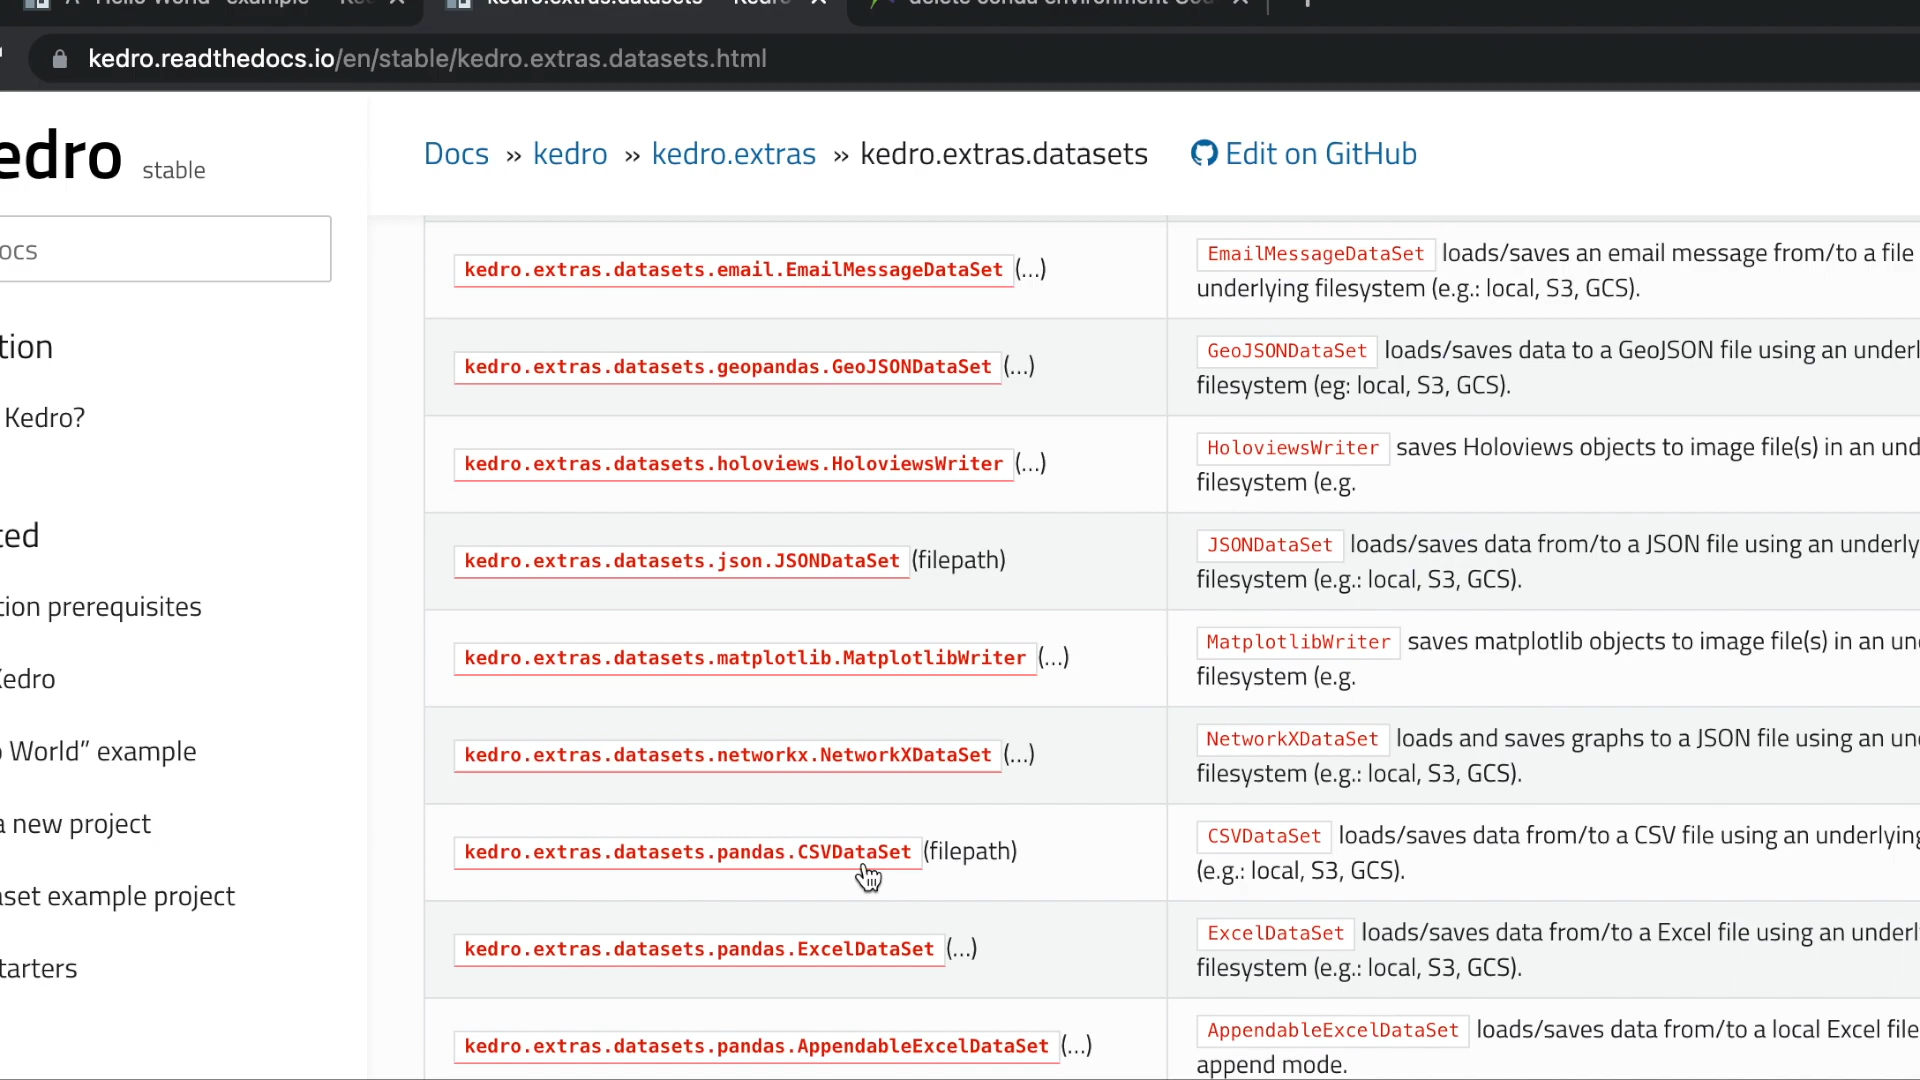 kedro.readthedocs.io/en/stable/kedro.extras.datasets.html
edro stable
Docs » kedro » kedro.extras » kedro.extras.datasets Edit on GitHub
ocs
kedro.extras.datasets.email.EmailMessageDataSet(...)
EmailMessageDataSet loads/saves an email message from/to a file
underlying filesystem (e.g.: local, S3, GCS).
tion
kedro.extras.datasets.geopandas.GeoJSONDataSet(...)
GeoJSONDataSet loads/saves data to a GeoJSON file using an underl
filesystem (eg: local, S3, GCS).
Kedro?
kedro.extras.datasets.holoviews.HoloviewsWriter(...)
HoloviewsWriter saves Holoviews objects to image file(s) in an und
filesystem (e.g.
ted
kedro.extras.datasets.json.JSONDataSet(filepath)
JSONDataSet loads/saves data from/to a JSON file using an underly
filesystem (e.g.: local, S3, GCS).
tion prerequisites
kedro.extras.datasets.matplotlib.MatplotlibWriter(...)
MatplotlibWriter saves matplotlib objects to image file(s) in an un
filesystem (e.g.
Kedro
kedro.extras.datasets.networkx.NetworkXDataSet(...)
NetworkXDataSet loads and saves graphs to a JSON file using an un
filesystem (e.g.: local, S3, GCS).
o World” example
a new project
kedro.extras.datasets.pandas.CSVDataSet(filepath)
CSVDataSet loads/saves data from/to a CSV file using an underlying
(e.g.: local, S3, GCS).
aset example project
kedro.extras.datasets.pandas.ExcelDataSet(...)
ExcelDataSet loads/saves data from/to a Excel file using an underl
filesystem (e.g.: local, S3, GCS).
tarters
kedro.extras.datasets.pandas.AppendableExcelDataSet(...)
AppendableExcelDataSet loads/saves data from/to a local Excel file
append mode.